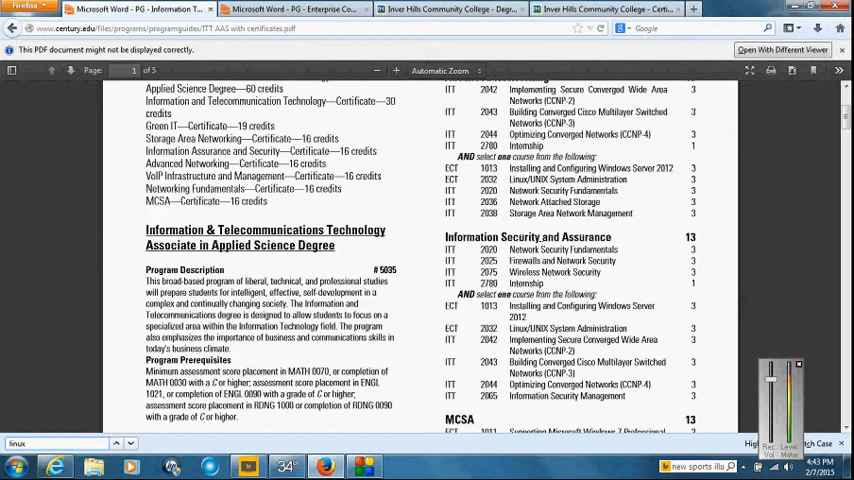 Firefox
Microsoft Word - PG - Information T...
Microsoft Word - PG - Enterprise Co...
Inver Hills Community College - Degr...
Inver Hills Community College - Certi...
www.century.edu/files/programs/programguides/ITT AAS with certificates.pdf
Google
This PDF document might not be displayed correctly.
Open With Different Viewer
Page: 1 of 5
Automatic Zoom
Applied Science Degree—60 credits
Information and Telecommunication Technology—Certificate—30
credits
Green IT—Certificate—19 credits
Storage Area Networking—Certificate—16 credits
Information Assurance and Security—Certificate—16 credits
Advanced Networking—Certificate—16 credits
VoIP Infrastructure and Management—Certificate—16 credits
Networking Fundamentals—Certificate—16 credits
MCSA—Certificate—16 credits
Information & Telecommunications Technology
Associate in Applied Science Degree
Program Description # 5035
This broad-based program of liberal, technical, and professional studies
will prepare students for intelligent, effective, self-development in a
complex and continually changing society. The Information and
Telecommunications degree is designed to allow students to focus on a
specialized area within the Information Technology field. The program
also emphasizes the importance of business and communications skills in
today's business climate.
Program Prerequisites
Minimum assessment score placement in MATH 0070, or completion of
MATH 0030 with a C or higher; assessment score placement in ENGL
1021, or completion of ENGL 0090 with a grade of C or higher;
assessment score placement in RDNG 1000 or completion of RDNG 0090
with a grade of C or higher.
ITT 2042 Implementing Secure Converged Wide Area 3
Networks (CCNP-2)
ITT 2043 Building Converged Cisco Multilayer Switched 3
Networks (CCNP-3)
ITT 2044 Optimizing Converged Networks (CCNP-4) 3
ITT 2780 Internship 1
AND select one course from the following:
ECT 1013 Installing and Configuring Windows Server 2012 3
ECT 2032 Linux/UNIX System Administration 3
ITT 2020 Network Security Fundamentals 3
ITT 2036 Network Attached Storage 3
ITT 2038 Storage Area Network Management 3
Information Security and Assurance 13
ITT 2020 Network Security Fundamentals 3
ITT 2025 Firewalls and Network Security 3
ITT 2075 Wireless Network Security 3
ITT 2780 Internship 1
AND select one course from the following:
ECT 1013 Installing and Configuring Windows Server 3
2012
ECT 2032 Linux/UNIX System Administration 3
ITT 2042 Implementing Secure Converged Wide Area 3
Networks (CCNP-2)
ITT 2043 Building Converged Cisco Multilayer Switched 3
Networks (CCNP-3)
ITT 2044 Optimizing Converged Networks (CCNP-4) 3
ITT 2065 Information Security Management 3
MCSA 13
ECT 1011 Supporting Microsoft Windows 7 Professional
Rec. Vol
Level Meter
linux
Match Case
34°
new sports illu
4:43 PM
2/7/2015